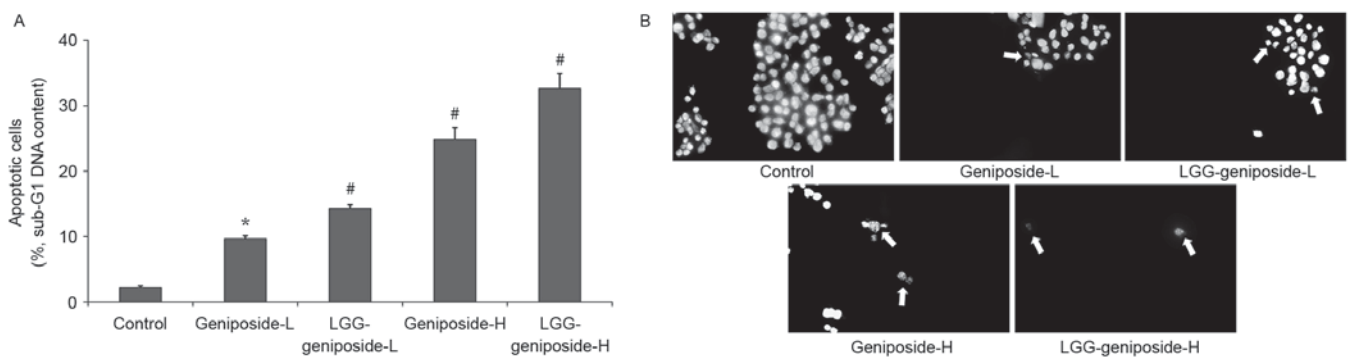 A
Apoptotic cells
(%, sub-G1 DNA content)
40
30
20
10
0
*
#
#
#
Control
Geniposide-L
LGG-
geniposide-L
Geniposide-H
LGG-
geniposide-H
B
Control
Geniposide-L
LGG-geniposide-L
Geniposide-H
LGG-geniposide-H